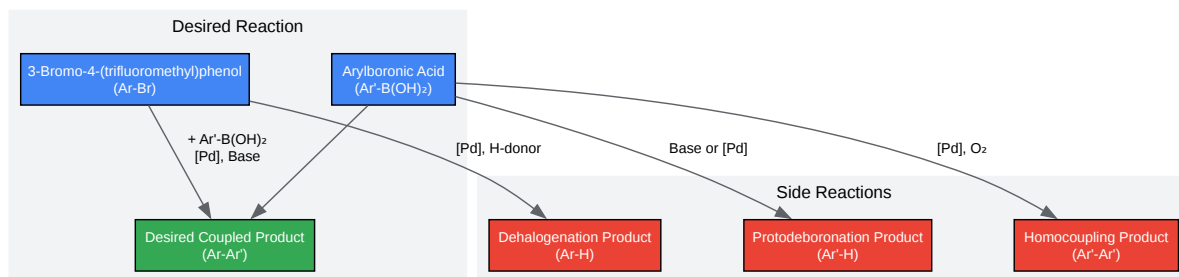 Desired Reaction
3-Bromo-4-(trifluoromethyl)phenol
(Ar-Br)
Arylboronic Acid
(Ar'-B(OH)₂)
+ Ar'-B(OH)₂
[Pd], Base
[Pd], H-donor
Base or [Pd]
[Pd], O₂
Side Reactions
Desired Coupled Product
(Ar-Ar')
Dehalogenation Product
(Ar-H)
Protodeboronation Product
(Ar'-H)
Homocoupling Product
(Ar'-Ar')